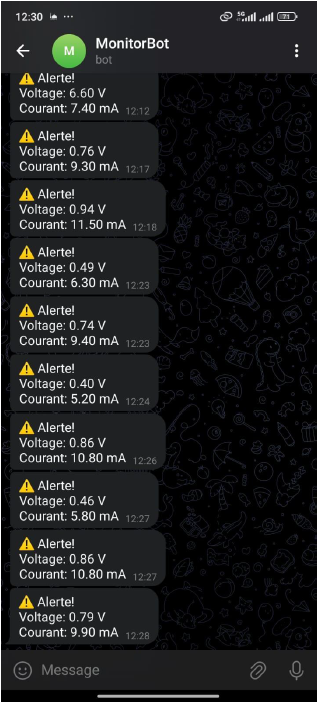 12:30 ...
5G 71
MonitorBot
M
bot
⚠️ Alerte!
Voltage: 6.60 V
Courant: 7.40 mA 12:12
⚠️ Alerte!
Voltage: 0.76 V
Courant: 9.30 mA 12:17
⚠️ Alerte!
Voltage: 0.94 V
Courant: 11.50 mA 12:18
⚠️ Alerte!
Voltage: 0.49 V
Courant: 6.30 mA 12:23
⚠️ Alerte!
Voltage: 0.74 V
Courant: 9.40 mA 12:23
⚠️ Alerte!
Voltage: 0.40 V
Courant: 5.20 mA 12:24
⚠️ Alerte!
Voltage: 0.86 V
Courant: 10.80 mA 12:26
⚠️ Alerte!
Voltage: 0.46 V
Courant: 5.80 mA 12:27
⚠️ Alerte!
Voltage: 0.86 V
Courant: 10.80 mA 12:27
⚠️ Alerte!
Voltage: 0.79 V
Courant: 9.90 mA 12:28
Message